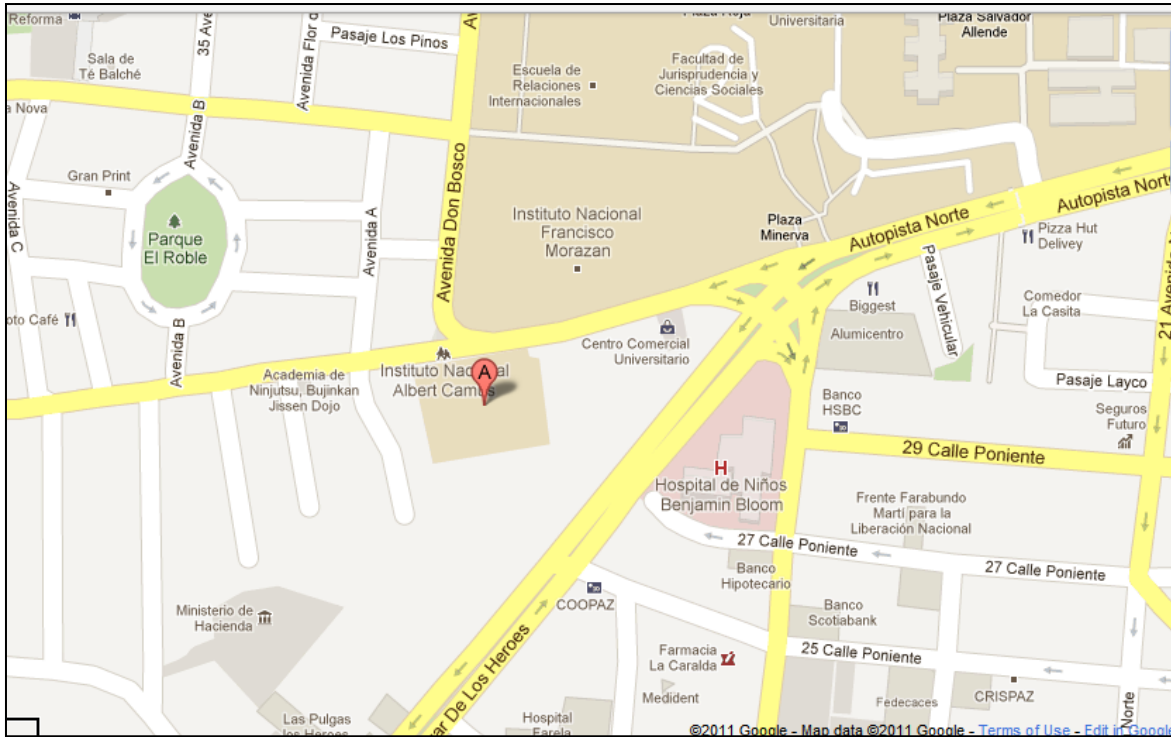 Reforma
35 Ave
Avenida Flor d
Pasaje Los Pinos
Av
Plaza Roja
Universitaria
Plaza Salvador
Allende
Sala de
Té Balché
Escuela de
Relaciones
Internacionales
Facultad de
Jurisprudencia y
Ciencias Sociales
a Nova
Avenida B
Gran Print
Avenida C
Parque
El Roble
Avenida A
Avenida Don Bosco
Instituto Nacional
Francisco
Morazan
Plaza
Minerva
Autopista Norte
Autopista Norte
Pizza Hut
Delivey
Pasaje Vehicular
Biggest
Alumicentro
Comedor
La Casita
21 Avenida
oto Café
Avenida B
Centro Comercial
Universitario
Academia de
Ninjutsu, Bujinkan
Jissen Dojo
Instituto Nacional
Albert Camus
A
Pasaje Layco
Banco
HSBC
Seguros
Futuro
29 Calle Poniente
H
Hospital de Niños
Benjamin Bloom
Frente Farabundo
Martí para la
Liberación Nacional
27 Calle Poniente
27 Calle Poniente
Banco
Hipotecario
COOPAZ
Ministerio de
Hacienda
Banco
Scotiabank
Farmacia
La Caralda
25 Calle Poniente
Medident
Fedecaces
CRISPAZ
Norte
ar De Los Heroes
Las Pulgas
los Heroes
Hospital
Farela
©2011 Google - Map data ©2011 Google - Terms of Use - Edit in Google